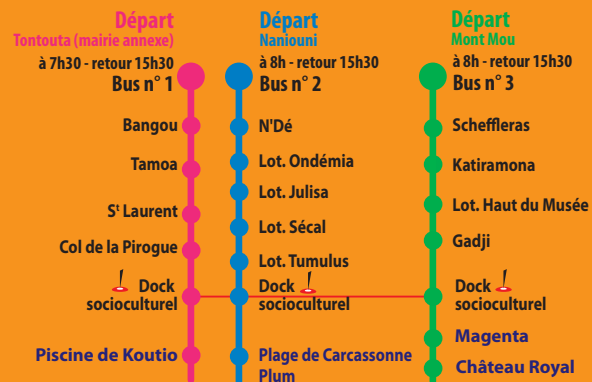 Départ
Tontouta (mairie annexe)
à 7h30 - retour 15h30
Bus n° 1
Bangou
Tamoa
St Laurent
Col de la Pirogue
Dock
socioculturel
Piscine de Koutio
Départ
Naniouni
à 8h - retour 15h30
Bus n° 2
N'Dé
Lot. Ondémia
Lot. Julisa
Lot. Sécal
Lot. Tumulus
Dock
socioculturel
Plage de Carcassonne
Plum
Départ
Mont Mou
à 8h - retour 15h30
Bus n° 3
Scheffleras
Katiramona
Lot. Haut du Musée
Gadji
Dock
socioculturel
Magenta
Château Royal